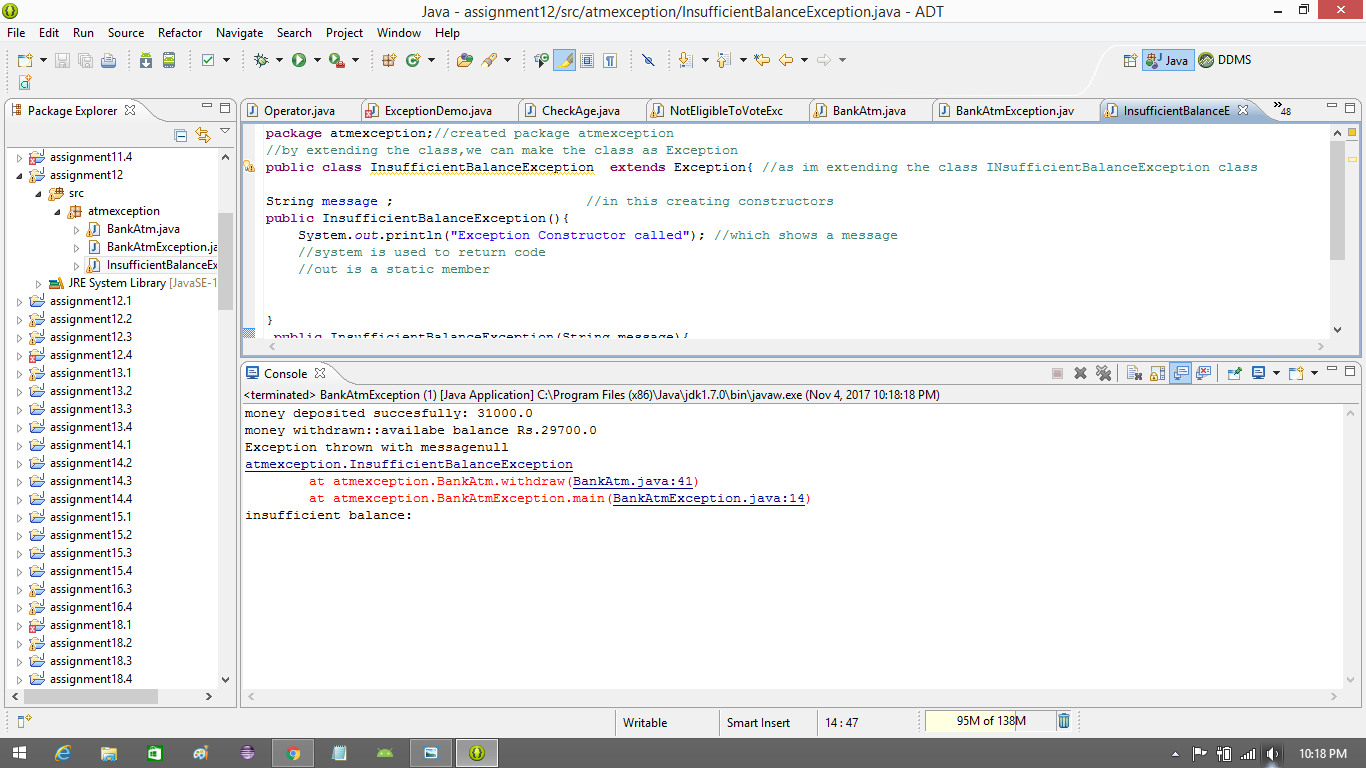 Java - assignment12/src/atmexception/InsufficientBalanceException.java - ADT
File Edit Run Source Refactor Navigate Search Project Window Help
Java DDMS
Package Explorer
assignment11.4
assignment12
src
atmexception
BankAtm.java
BankAtmException.ja
InsufficientBalanceEx
JRE System Library [JavaSE-1
assignment12.1
assignment12.2
assignment12.3
assignment12.4
assignment13.1
assignment13.2
assignment13.3
assignment13.4
assignment14.1
assignment14.2
assignment14.3
assignment14.4
assignment15.1
assignment15.2
assignment15.3
assignment15.4
assignment16.3
assignment16.4
assignment18.1
assignment18.2
assignment18.3
assignment18.4
Operator.java ExceptionDemo.java CheckAge.java NotEligibleToVoteExc BankAtm.java BankAtmException.jav InsufficientBalanceE »48
package atmexception;//created package atmexception
//by extending the class,we can make the class as Exception
public class InsufficientBalanceException  extends Exception{ //as im extending the class INsufficientBalanceException class
String message ;                        //in this creating constructors
public InsufficientBalanceException(){
    System.out.println("Exception Constructor called"); //which shows a message
    //system is used to return code
    //out is a static member
}
 public InsufficientBalanceException(String message){
Console
<terminated> BankAtmException (1) [Java Application] C:\Program Files (x86)\Java\jdk1.7.0\bin\javaw.exe (Nov 4, 2017 10:18:18 PM)
money deposited succesfully: 31000.0
money withdrawn::availabe balance Rs.29700.0
Exception thrown with messagenull
atmexception.InsufficientBalanceException
        at atmexception.BankAtm.withdraw(BankAtm.java:41)
        at atmexception.BankAtmException.main(BankAtmException.java:14)
insufficient balance:
Writable Smart Insert 14 : 47 95M of 138M
10:18 PM